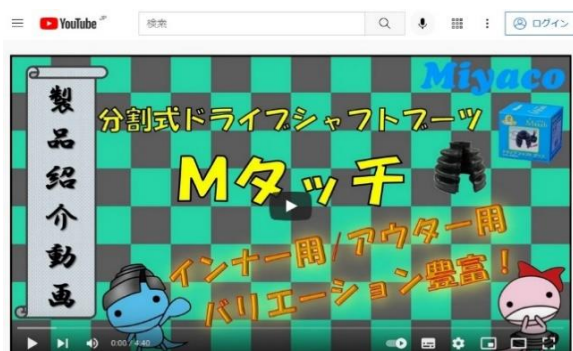 YouTube JP
検索
ログイン
Miyaco
製品紹介動画
分割式ドライブシャフトブーツ
Mタッチ
インナー用/アウター用
バリエーション豊富!
0:00 / 4:40